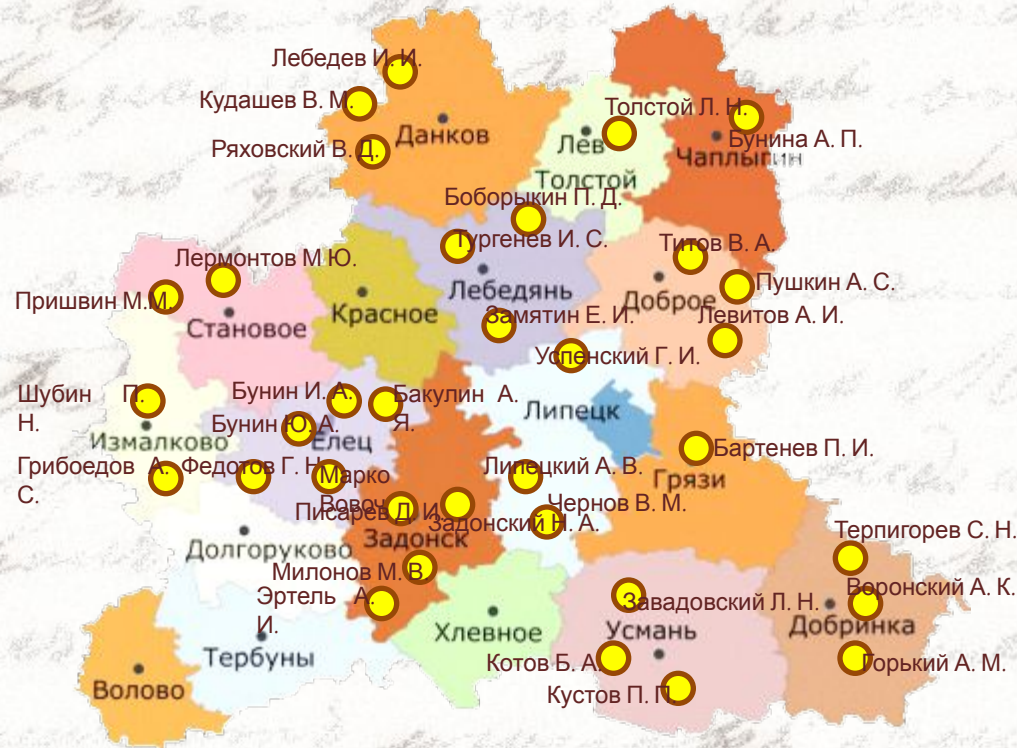 Лебедев И. И.
Кудашев В. М.
Данков
Ряховский В. Д.
Толстой Л. Н.
Лев
Толстой
Бунина А. П.
Чаплыгин
Боборыкин П. Д.
Тургенев И. С.
Лебедянь
Замятин Е. И.
Титов В. А.
Доброе
Пушкин А. С.
Левитов А. И.
Лермонтов М Ю.
Пришвин М.М.
Становое
Красное
Успенский Г. И.
Шубин П.
Н.
Измалково
Бунин И. А.
Бунин Ю. А.
Елец
Бакулин А.
Я.
Липецк
Грибоедов А.
С.
Федотов Г. Н
Марко
Вовчо
Писарев Д. И.
Задонский Н. А.
Задонск
Липецкий А. В.
Чернов В. М.
Бартенев П. И.
Грязи
Долгоруково
Милонов М. В
Эртель А.
И.
Тербуны
Хлевное
Волово
Завадовский Л. Н.
Усмань
Котов Б. А.
Кустов П. П.
Терпигорев С. Н.
Воронский А. К.
Добринка
Горький А. М.